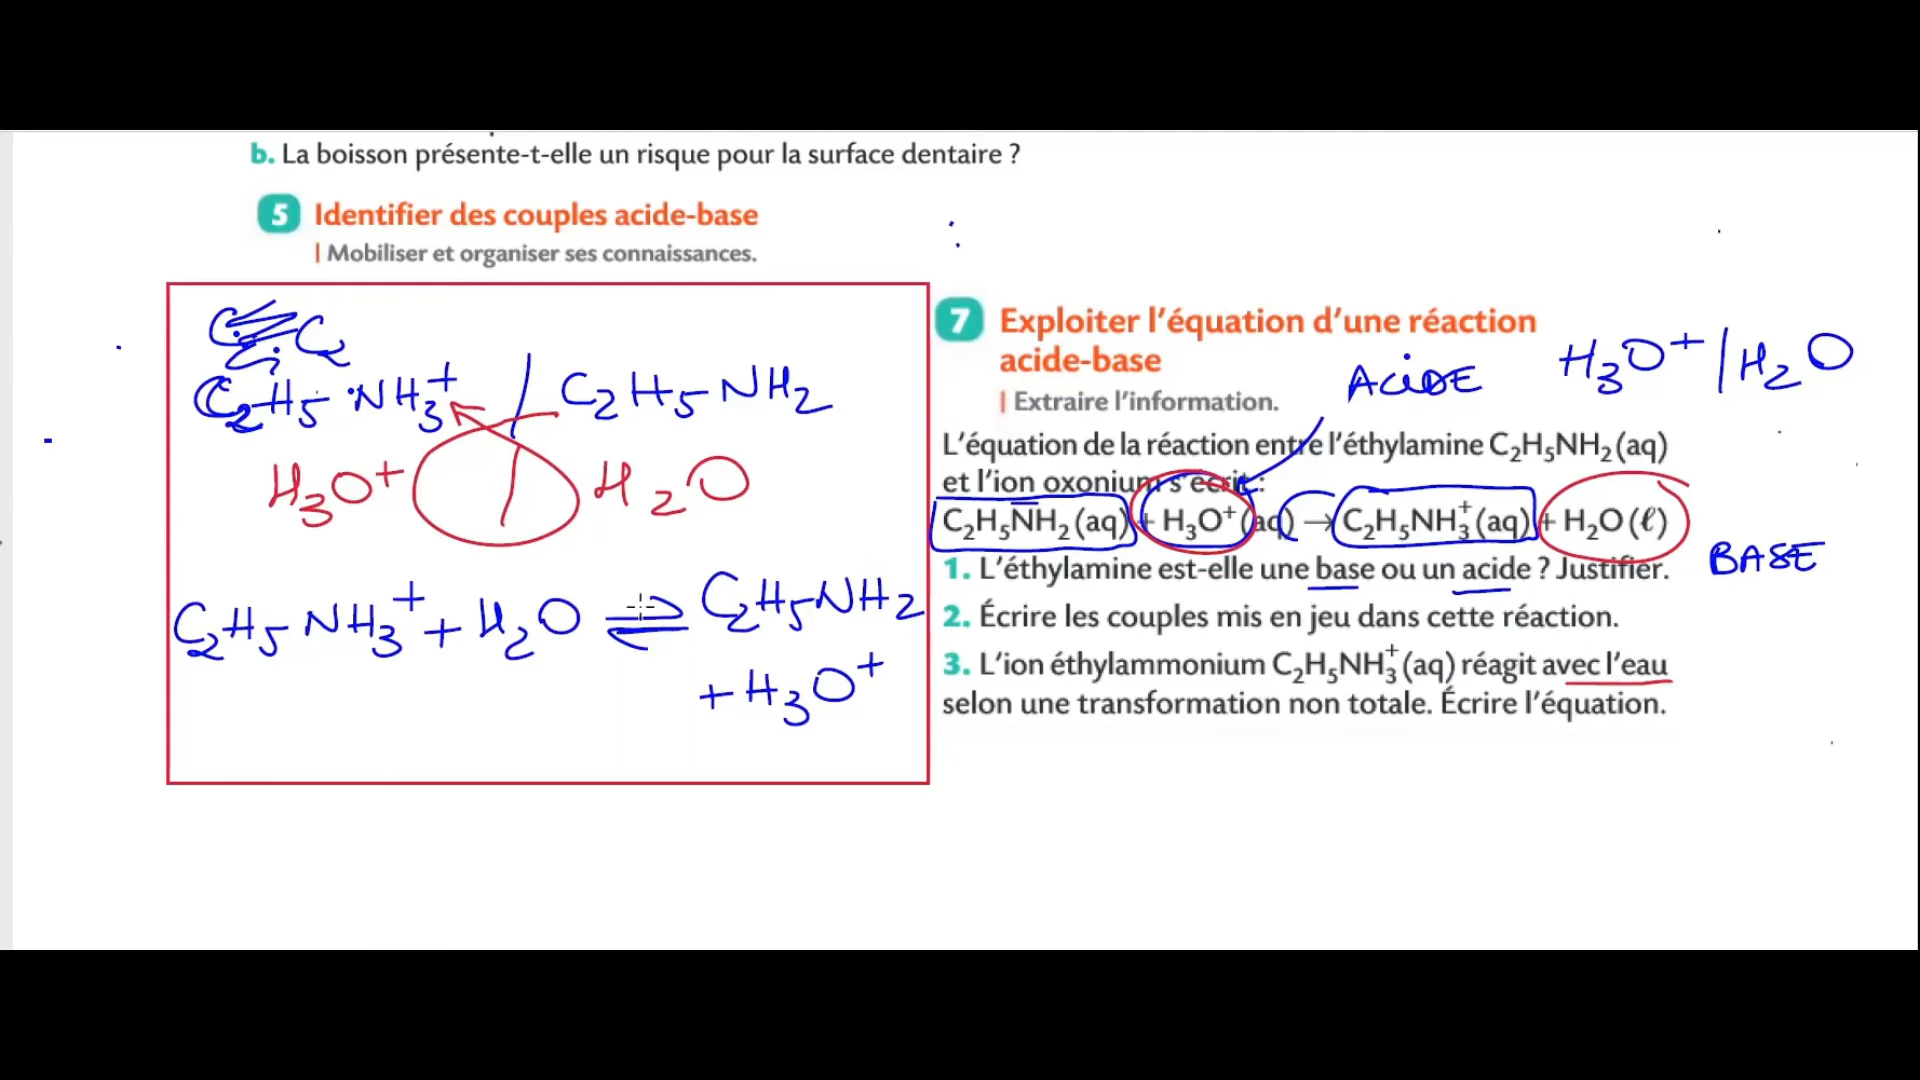 b. La boisson présente-t-elle un risque pour la surface dentaire ?
5 Identifier des couples acide-base
| Mobiliser et organiser ses connaissances.
C2
C2H5NH3+ / C2H5NH2
H3O+ / H2O
C2H5NH3+ + H2O ⇌ C2H5NH2
+ H3O+
7 Exploiter l'équation d'une réaction
acide-base
| Extraire l'information.
ACIDE
H3O+ / H2O
L'équation de la réaction entre l'éthylamine C₂H₅NH₂(aq)
et l'ion oxonium s'écrit :
C₂H₅NH₂(aq) + H₃O⁺(aq) → C₂H₅NH₃⁺(aq) + H₂O(ℓ)
BASE
1. L'éthylamine est-elle une base ou un acide ? Justifier.
2. Écrire les couples mis en jeu dans cette réaction.
3. L'ion éthylammonium C₂H₅NH₃⁺(aq) réagit avec l'eau
selon une transformation non totale. Écrire l'équation.